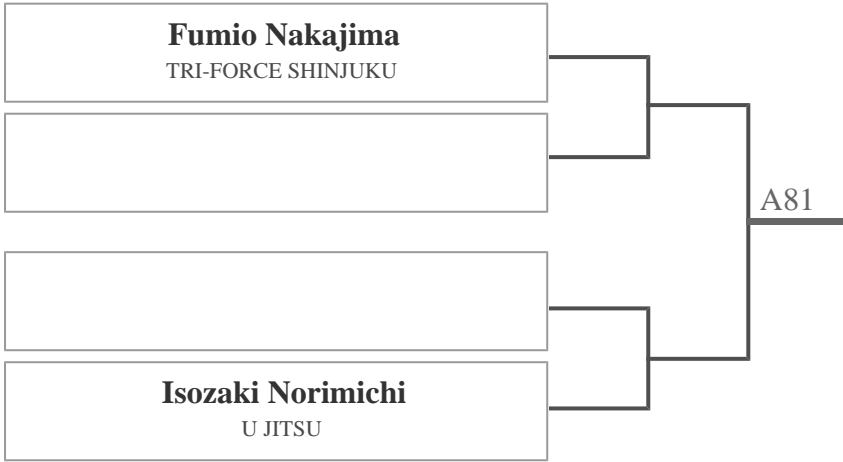 Fumio Nakajima
TRI-FORCE SHINJUKU
A81
Isozaki Norimichi
U JITSU